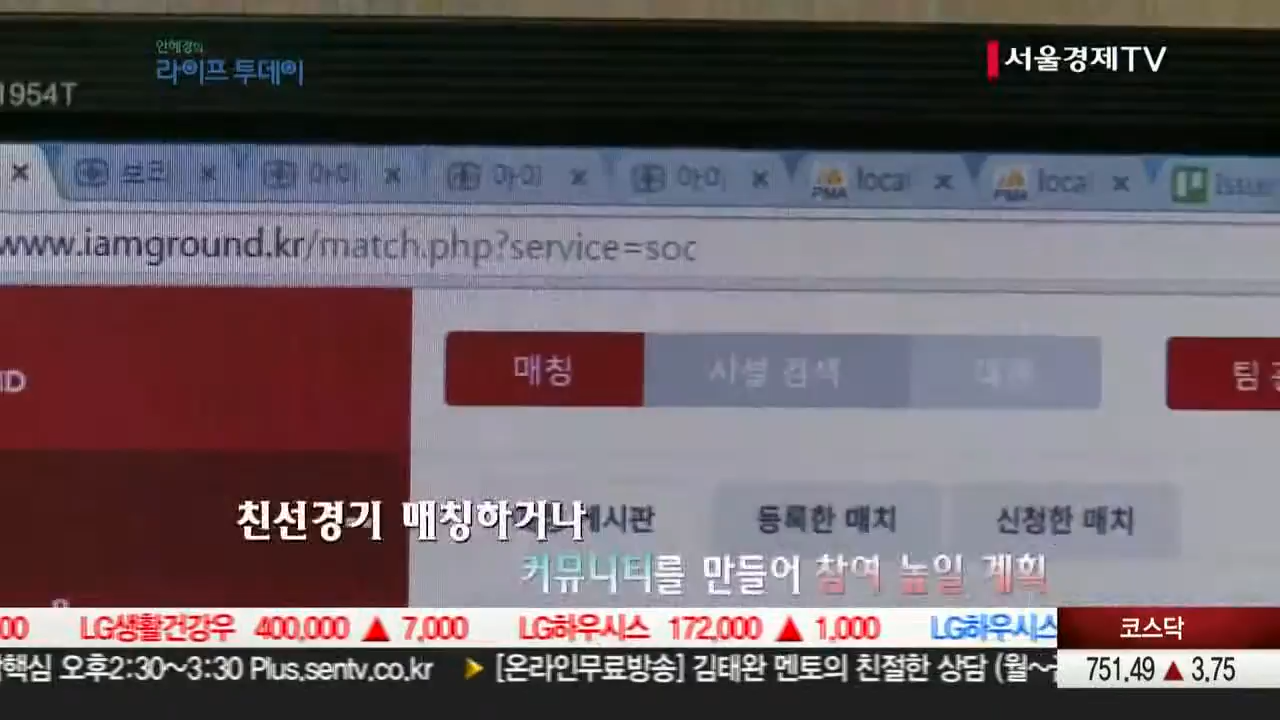 안혜경의
라이프 투데이
서울경제TV
1954T
보크 아이 아이 아이 local local Issue
www.iamground.kr/match.php?service=soc
매칭 시설 검색 팀
등록한 매치 신청한 매치
친선경기 매칭하거나
커뮤니티를 만들어 참여 높일 계획
00 LG생활건강우 400,000 ▲ 7,000 LG하우시스 172,000 ▲ 1,000 LG하우시스
코스닥
핵심 오후2:30~3:30 Plus.sentv.co.kr ▶ [온라인무료방송] 김태완 멘토의 친절한 상담 (월~
751.49 ▲ 3.75